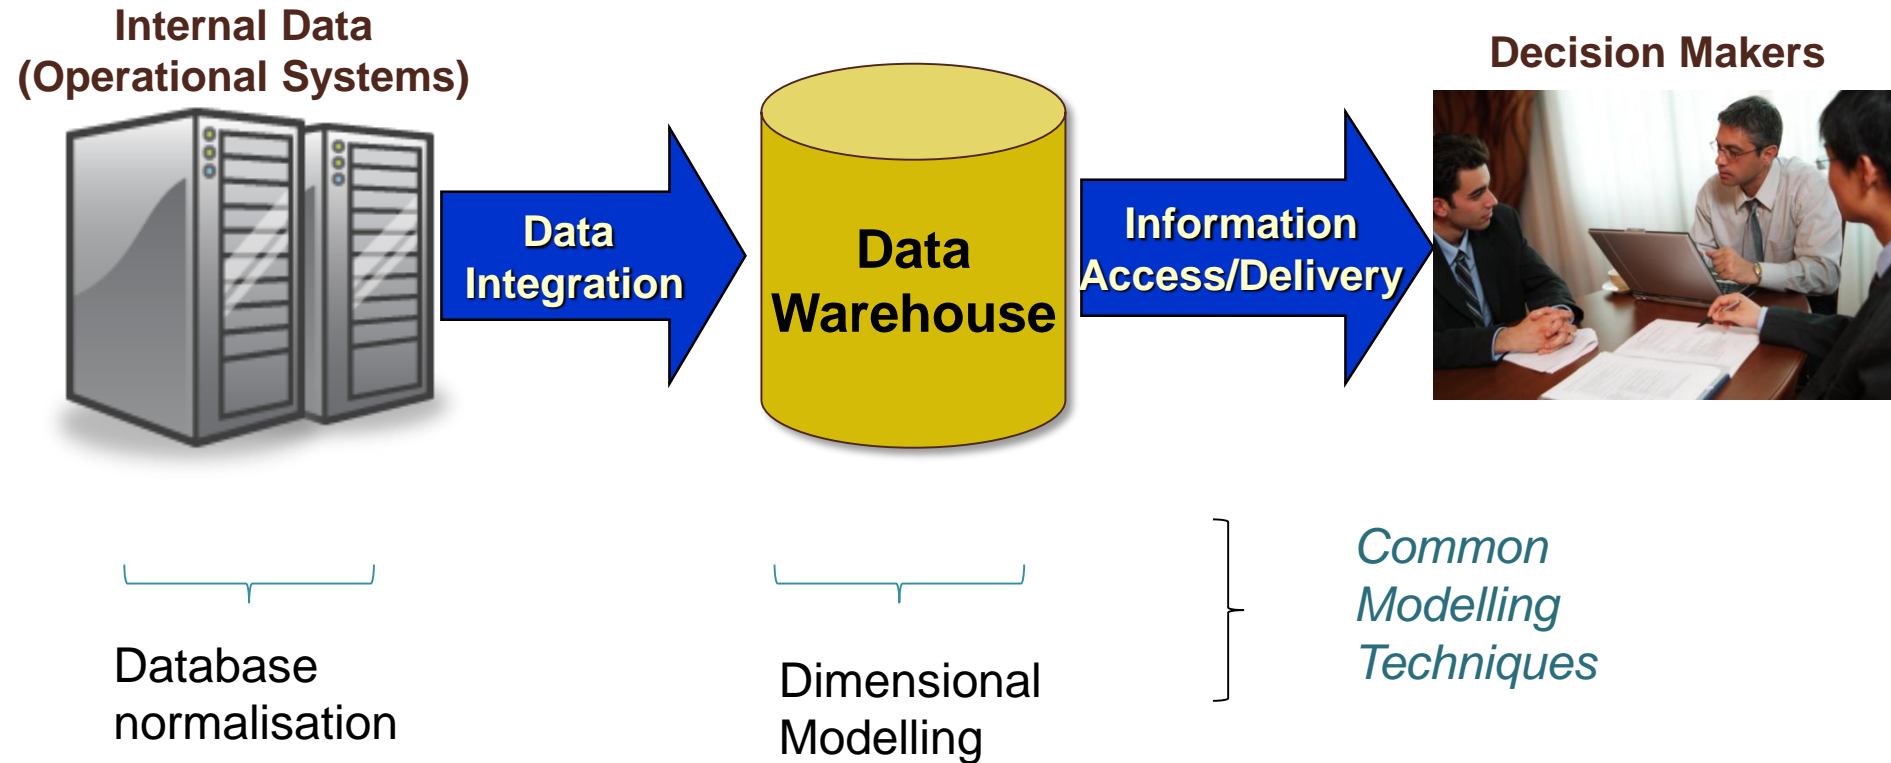 Internal Data
(Operational Systems)
Data
Integration
Data
Warehouse
Information
Access/Delivery
Decision Makers
Database
normalisation
Dimensional
Modelling
Common
Modelling
Techniques